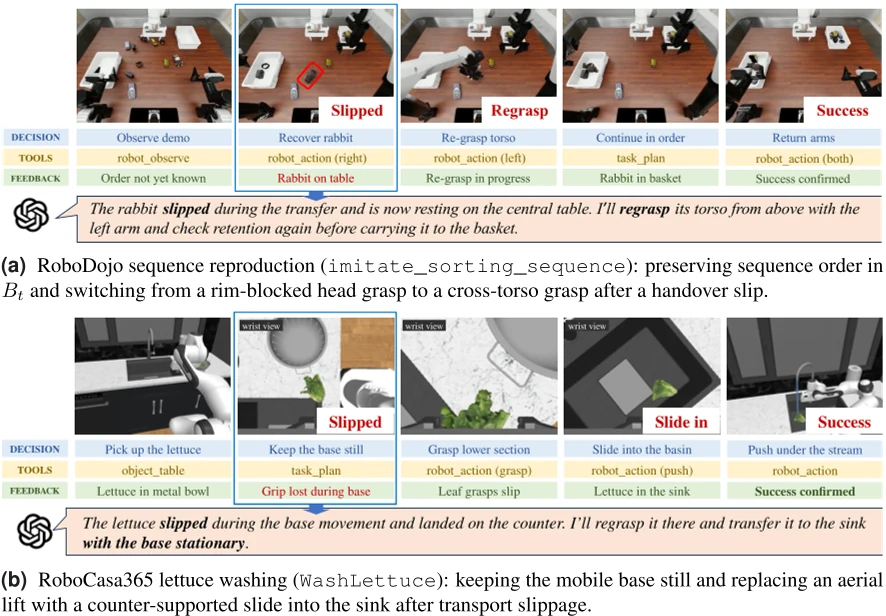 Slipped
Regrasp
Success
DECISION Observe demo Recover rabbit Re-grasp torso Continue in order Return arms
TOOLS robot_observe robot_action (right) robot_action (left) task_plan robot_action (both)
FEEDBACK Order not yet known Rabbit on table Re-grasp in progress Rabbit in basket Success confirmed
The rabbit slipped during the transfer and is now resting on the central table. I'll regrasp its torso from above with the
left arm and check retention again before carrying it to the basket.
(a) RoboDojo sequence reproduction (imitate_sorting_sequence): preserving sequence order in
Bt and switching from a rim-blocked head grasp to a cross-torso grasp after a handover slip.
wrist view wrist view wrist view
Slipped
Slide in
Success
DECISION Pick up the lettuce Keep the base still Grasp lower section Slide into the basin Push under the stream
TOOLS object_table task_plan robot_action (grasp) robot_action (push) robot_action
FEEDBACK Lettuce in metal bowl Grip lost during base Leaf grasps slip Lettuce in the sink Success confirmed
The lettuce slipped during the base movement and landed on the counter. I'll regrasp it there and transfer it to the sink
with the base stationary.
(b) RoboCasa365 lettuce washing (WashLettuce): keeping the mobile base still and replacing an aerial
lift with a counter-supported slide into the sink after transport slippage.